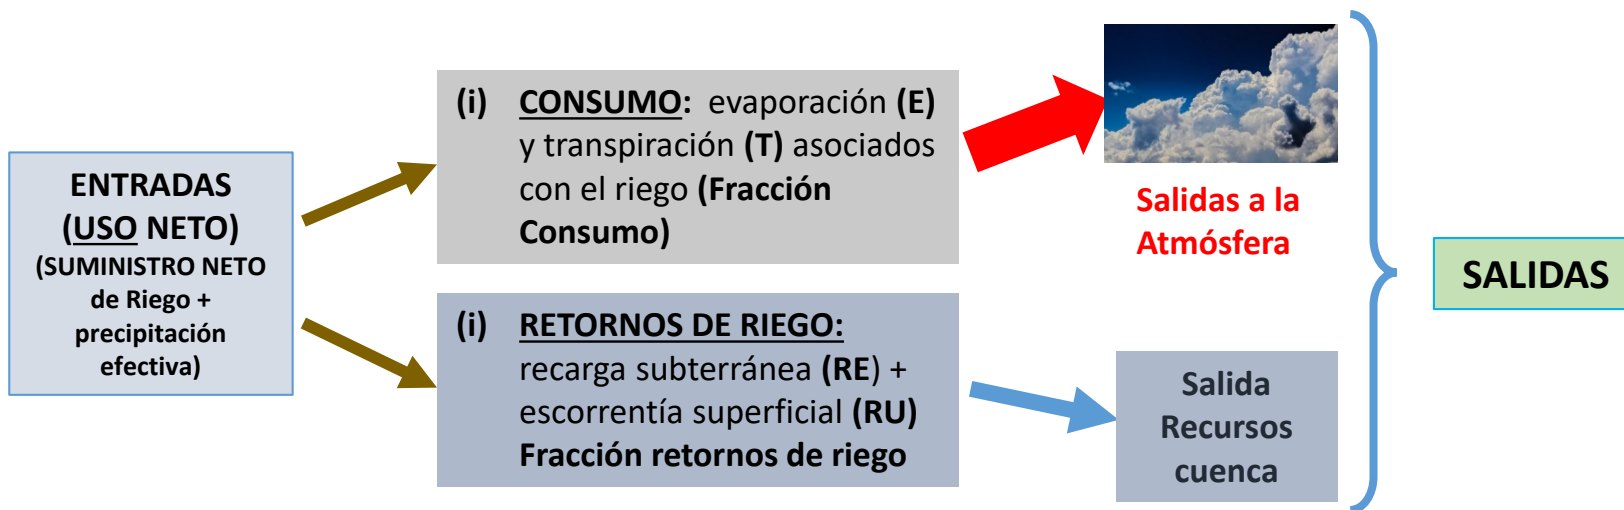 ENTRADAS
(USO NETO)
(SUMINISTRO NETO
de Riego +
precipitación
efectiva)
(i) CONSUMO: evaporación (E)
y transpiración (T) asociados
con el riego (Fracción
Consumo)
(i) RETORNOS DE RIEGO:
recarga subterránea (RE) +
escorrentía superficial (RU)
Fracción retornos de riego
Salidas a la
Atmósfera
Salida
Recursos
cuenca
SALIDAS